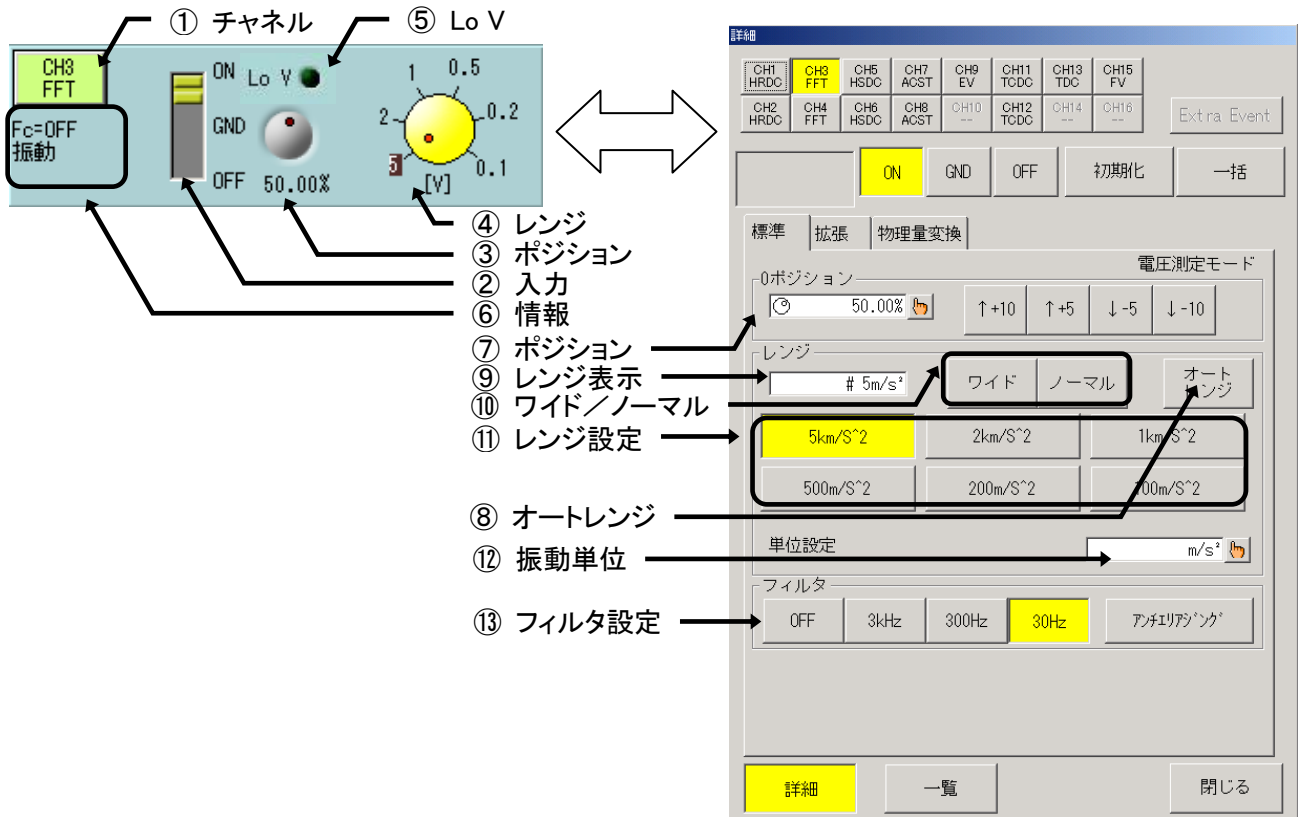 ① チャネル
⑤ Lo V
CH3
FFT
Fc=OFF
振動
ON
GND
OFF
Lo V
50.00%
5
2
1
0.5
0.2
0.1
[V]
④ レンジ
③ ポジション
② 入力
⑥ 情報
⑦ ポジション
⑨ レンジ表示
⑩ ワイド／ノーマル
⑪ レンジ設定
⑧ オートレンジ
⑫ 振動単位
⑬ フィルタ設定
詳細
CH1 CH3 CH5 CH7 CH9 CH11 CH13 CH15
HRDC FFT HSDC ACST EV TCDC TDC FV
CH2 CH4 CH6 CH8 CH10 CH12 CH14 CH16
HRDC FFT HSDC ACST -- TCDC -- --
Extra Event
ON GND OFF 初期化 一括
標準 拡張 物理量変換
電圧測定モード
0ポジション
50.00% ↑+10 ↑+5 ↓-5 ↓-10
レンジ
# 5m/s² ワイド ノーマル
オート
レンジ
5km/S^2 2km/S^2 1km/S^2
500m/S^2 200m/S^2 100m/S^2
単位設定 m/s²
フィルタ
OFF 3kHz 300Hz 30Hz ｱﾝﾁｴﾘｱｼﾞﾝｸﾞ
詳細 一覧 閉じる